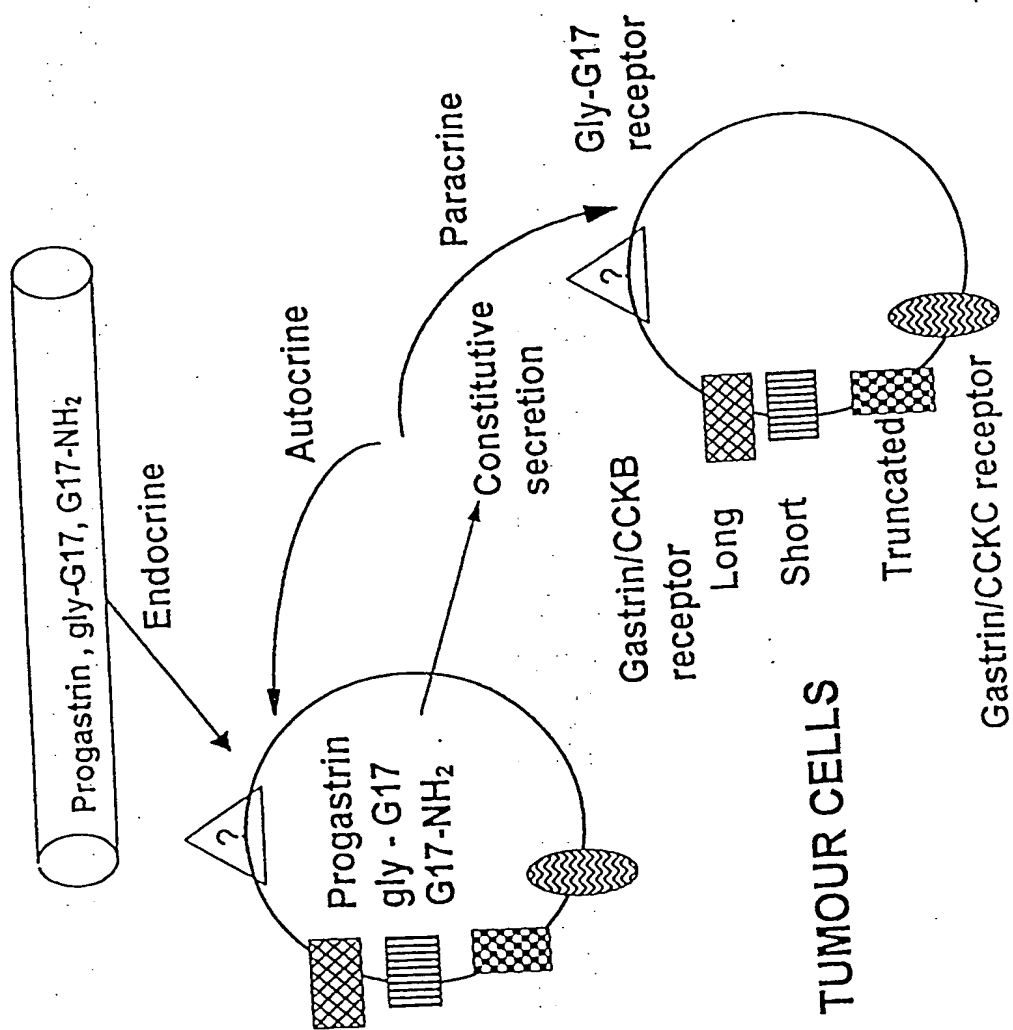 Progastrin, gly-G17, G17-NH₂
Endocrine
Autocrine
Paracrine
?
Progastrin
gly - G17
G17-NH₂
Constitutive
secretion
Gly-G17
receptor
?
Gastrin/CCKB
receptor
Long
Short
Truncated
Gastrin/CCKC receptor
TUMOUR CELLS